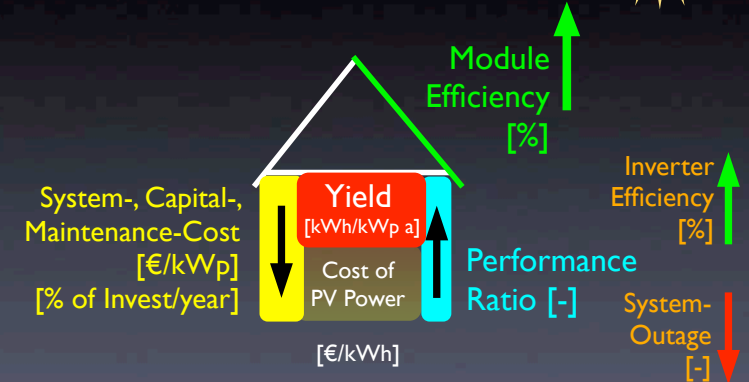 Module
Efficiency
[%]
System-, Capital-,
Maintenance-Cost
[€/kWp]
[% of Invest/year]
Yield
[kWh/kWp a]
Cost of
PV Power
[€/kWh]
Performance
Ratio [-]
Inverter
Efficiency
[%]
System-
Outage
[-]